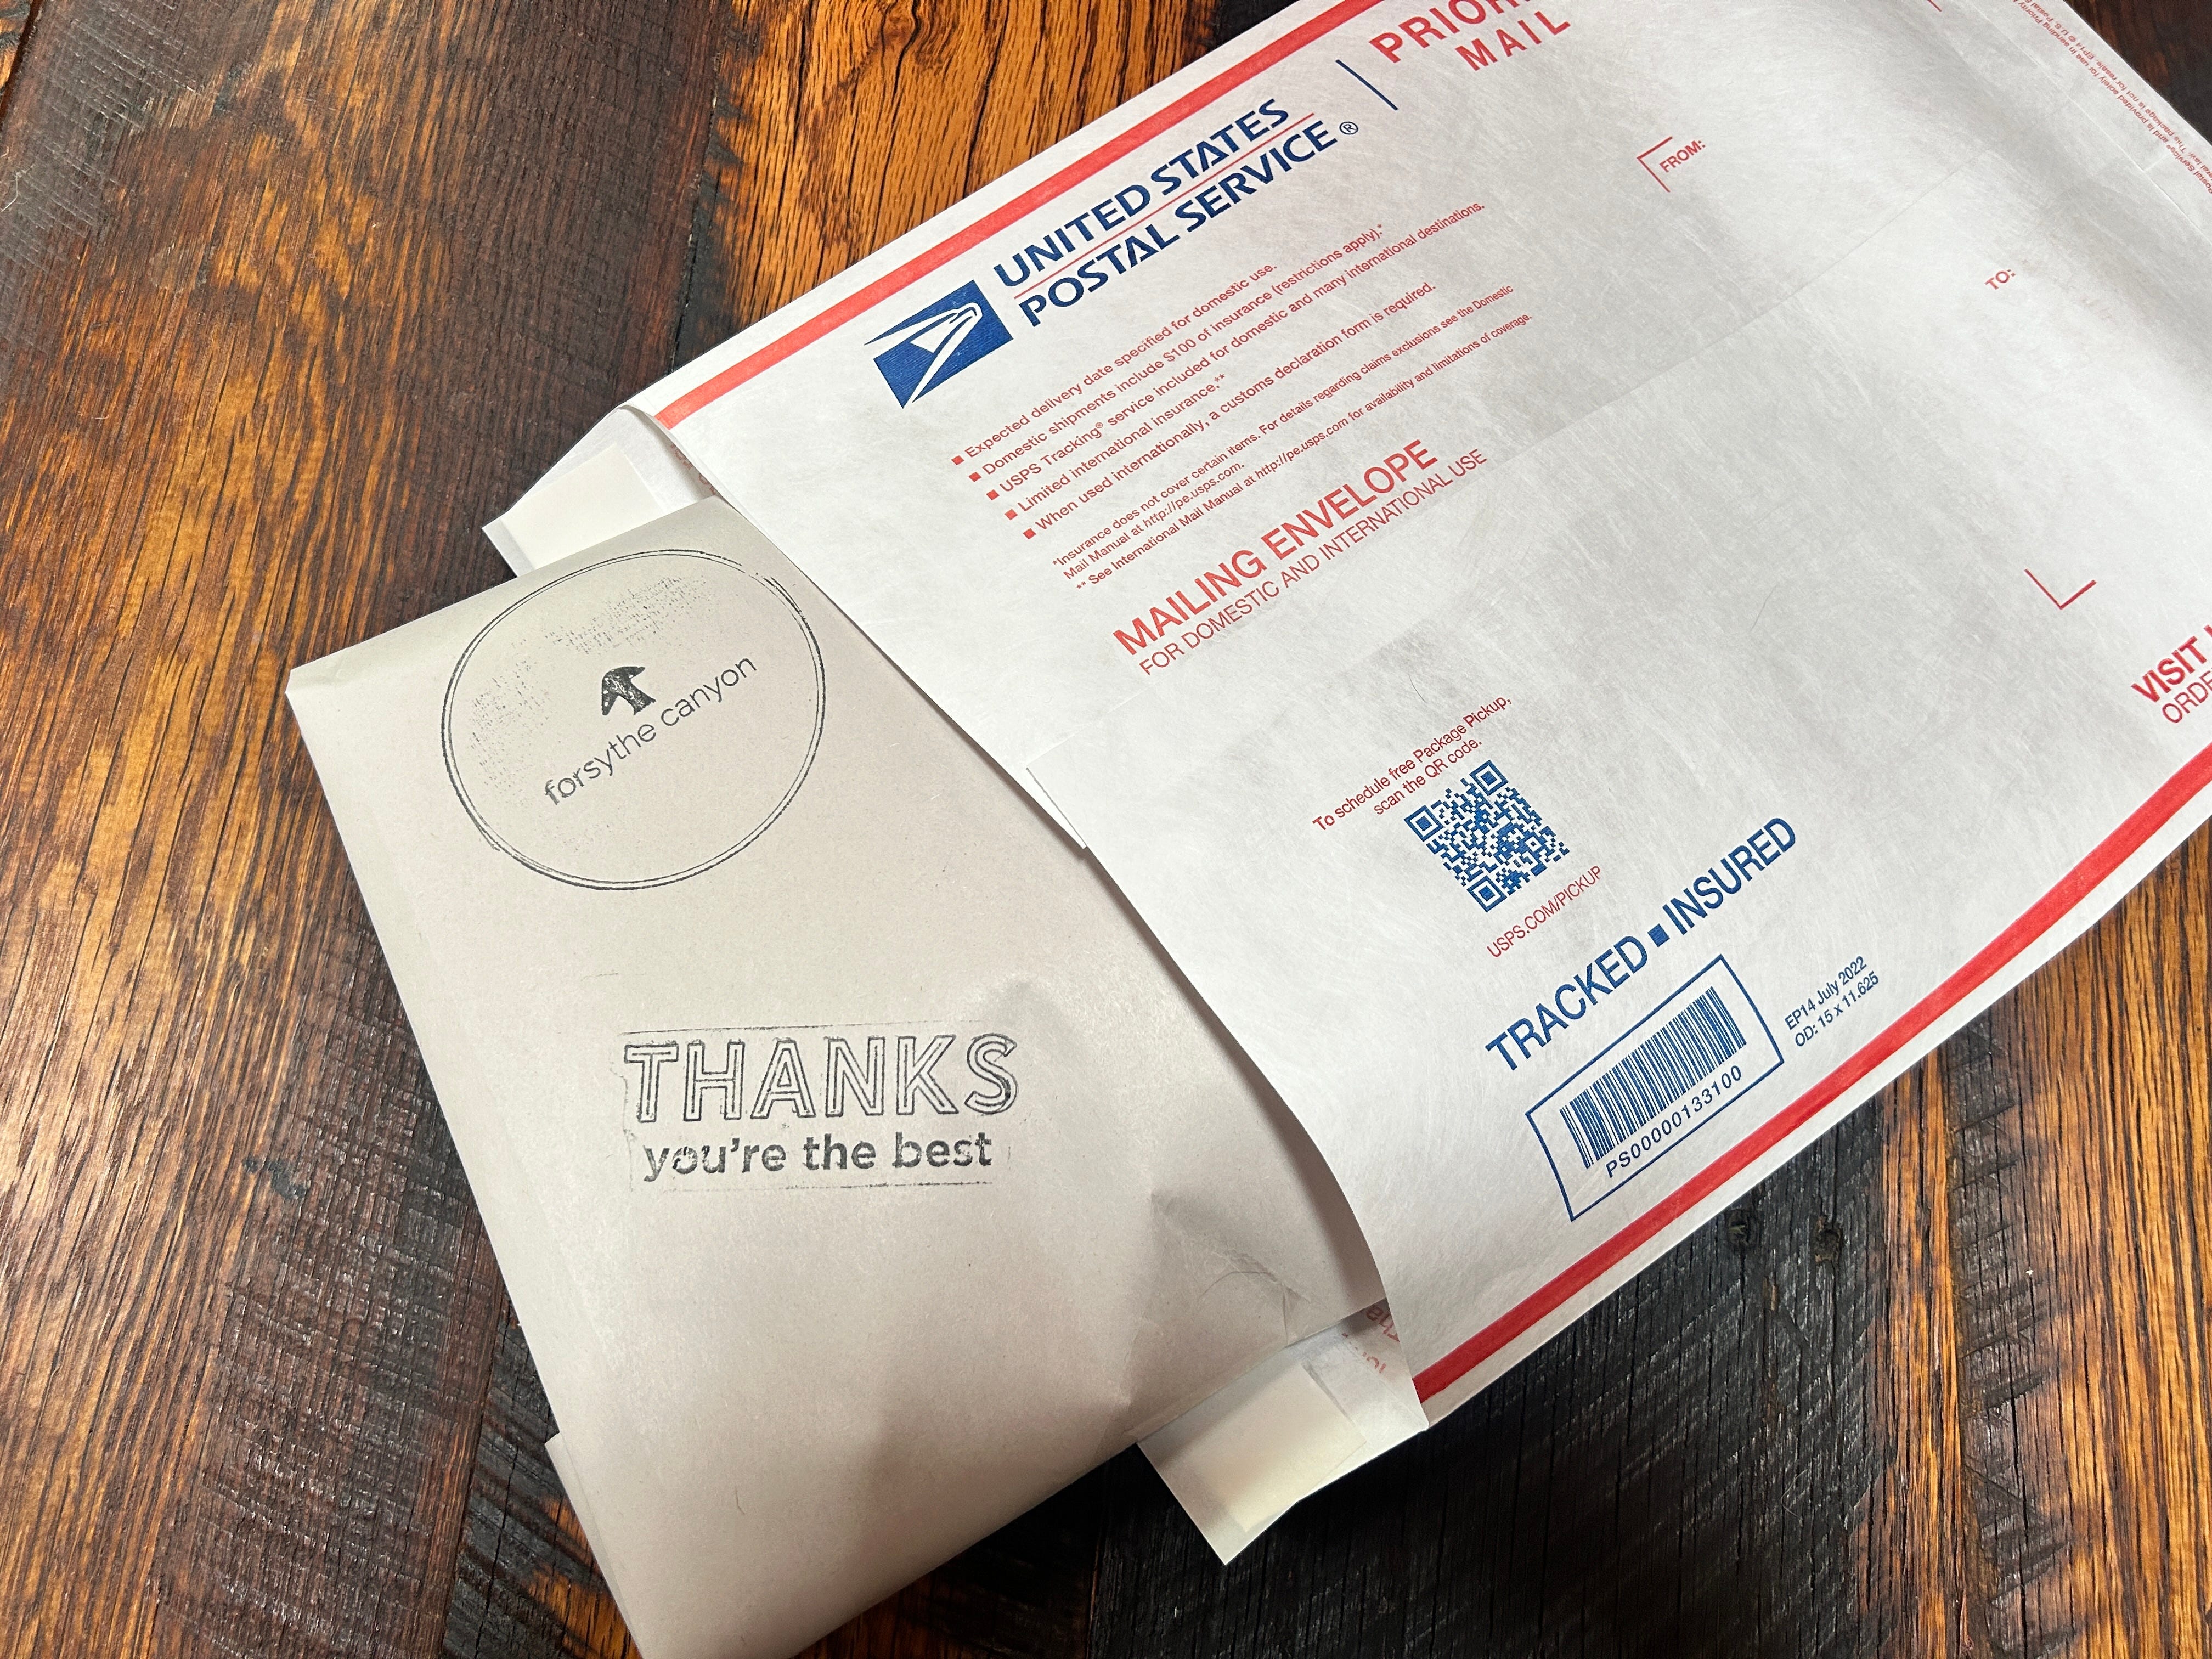 PRIORI
MAIL
UNITED STATES
POSTAL SERVICE®
FROM:
TO:
■ Expected delivery date specified for domestic use.
■ Domestic shipments include $100 of insurance (restrictions apply).*
■ USPS Tracking® service included for domestic and many international destinations.
■ Limited international insurance.**
■ When used internationally, a customs declaration form is required.
*Insurance does not cover certain items. For details regarding claims exclusions see the Domestic
Mail Manual at http://pe.usps.com.
** See International Mail Manual at http://pe.usps.com for availability and limitations of coverage.
MAILING ENVELOPE
FOR DOMESTIC AND INTERNATIONAL USE
VISIT
ORDE
To schedule free Package Pickup,
scan the QR code.
USPS.COM/PICKUP
TRACKED ■ INSURED
PS00000133100
EP14 July 2022
OD: 15 x 11.625
forsythe canyon
THANKS
you're the best